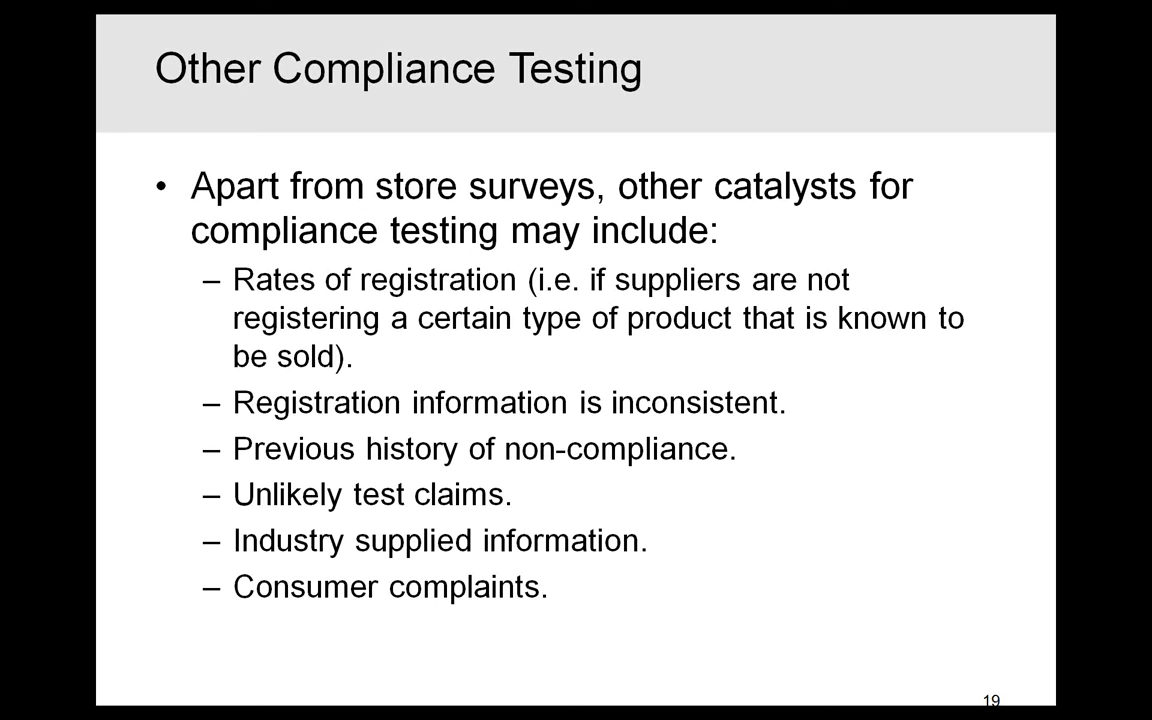 Other Compliance Testing
• Apart from store surveys, other catalysts for
compliance testing may include:
– Rates of registration (i.e. if suppliers are not
registering a certain type of product that is known to
be sold).
– Registration information is inconsistent.
– Previous history of non-compliance.
– Unlikely test claims.
– Industry supplied information.
– Consumer complaints.
19